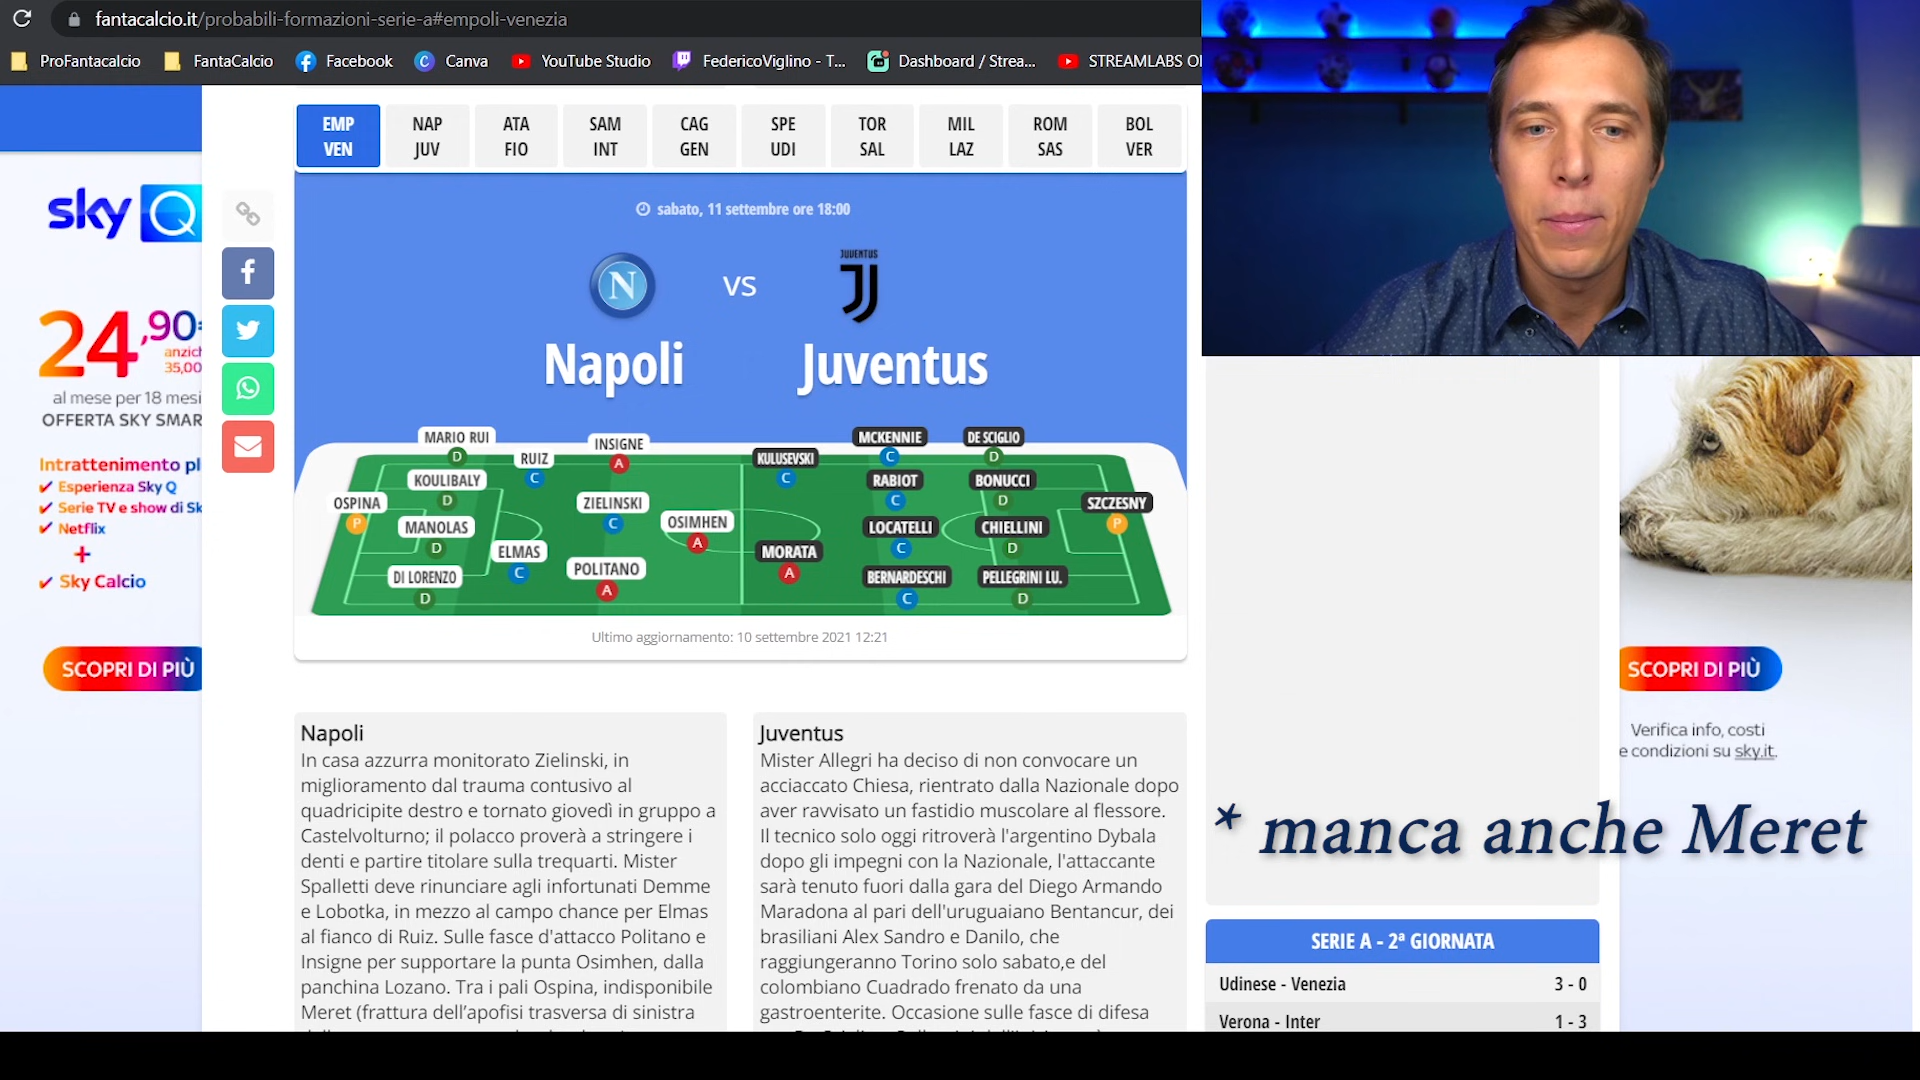 fantacalcio.it/probabili-formazioni-serie-a#empoli-venezia
ProFantacalcio
FantaCalcio
Facebook
Canva
YouTube Studio
FedericoViglino - T...
Dashboard / Strea...
STREAMLABS
EMP VEN
NAP JUV
ATA FIO
SAM INT
CAG GEN
SPE UDI
TOR SAL
MIL LAZ
ROM SAS
BOL VER
sabato, 11 settembre ore 18:00
N
VS
JUVENTUS
Napoli
Juventus
MARIO RUI
D
KOULIBALY
D
MANOLAS
D
DI LORENZO
D
OSPINA
P
RUIZ
C
ELMAS
C
INSIGNE
A
ZIELINSKI
C
POLITANO
A
OSIMHEN
A
KULUSEVSKI
C
MORATA
A
MCKENNIE
C
RABIOT
C
LOCATELLI
C
BERNARDESCHI
C
DE SCIGLIO
D
BONUCCI
D
CHIELLINI
D
PELLEGRINI LU.
D
SZCZESNY
P
Ultimo aggiornamento: 10 settembre 2021 12:21
Napoli
In casa azzurra monitorato Zielinski, in
miglioramento dal trauma contusivo al
quadricipite destro e tornato giovedì in gruppo a
Castelvolturno; il polacco proverà a stringere i
denti e partire titolare sulla trequarti. Mister
Spalletti deve rinunciare agli infortunati Demme
e Lobotka, in mezzo al campo chance per Elmas
al fianco di Ruiz. Sulle fasce d'attacco Politano e
Insigne per supportare la punta Osimhen, dalla
panchina Lozano. Tra i pali Ospina, indisponibile
Meret (frattura dell'apofisi trasversa di sinistra
Juventus
Mister Allegri ha deciso di non convocare un
acciaccato Chiesa, rientrato dalla Nazionale dopo
aver ravvisato un fastidio muscolare al flessore.
Il tecnico solo oggi ritroverà l'argentino Dybala
dopo gli impegni con la Nazionale, l'attaccante
sarà tenuto fuori dalla gara del Diego Armando
Maradona al pari dell'uruguaiano Bentancur, dei
brasiliani Alex Sandro e Danilo, che
raggiungeranno Torino solo sabato,e del
colombiano Cuadrado frenato da una
gastroenterite. Occasione sulle fasce di difesa
sky Q
24,90
anzich
35,00
al mese per 18 mesi
OFFERTA SKY SMAR
Intrattenimento pl
Esperienza Sky Q
Serie TV e show di Sk
Netflix
+
Sky Calcio
SCOPRI DI PIÙ
SCOPRI DI PIÙ
Verifica info, costi
e condizioni su sky.it.
* manca anche Meret
SERIE A - 2ª GIORNATA
Udinese - Venezia 3 - 0
Verona - Inter 1 - 3